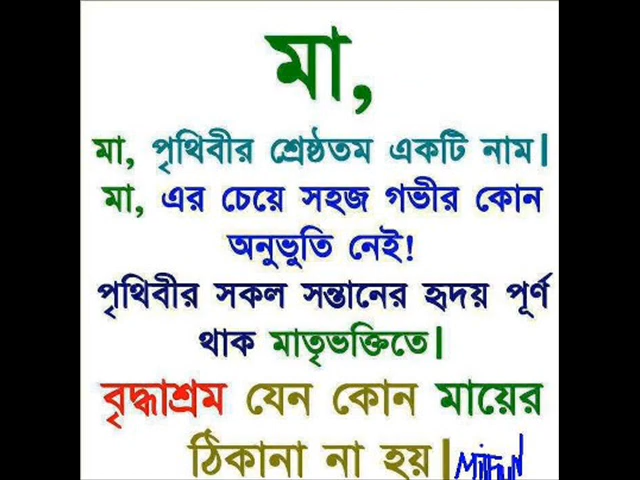 মা,
মা, পৃথিবীর শ্রেষ্ঠতম একটি নাম।
মা, এর চেয়ে সহজ গভীর কোন
অনুভুতি নেই!
পৃথিবীর সকল সন্তানের হৃদয় পূর্ণ
থাক মাতৃভক্তিতে।
বৃদ্ধাশ্রম যেন কোন মায়ের
ঠিকানা না হয়।